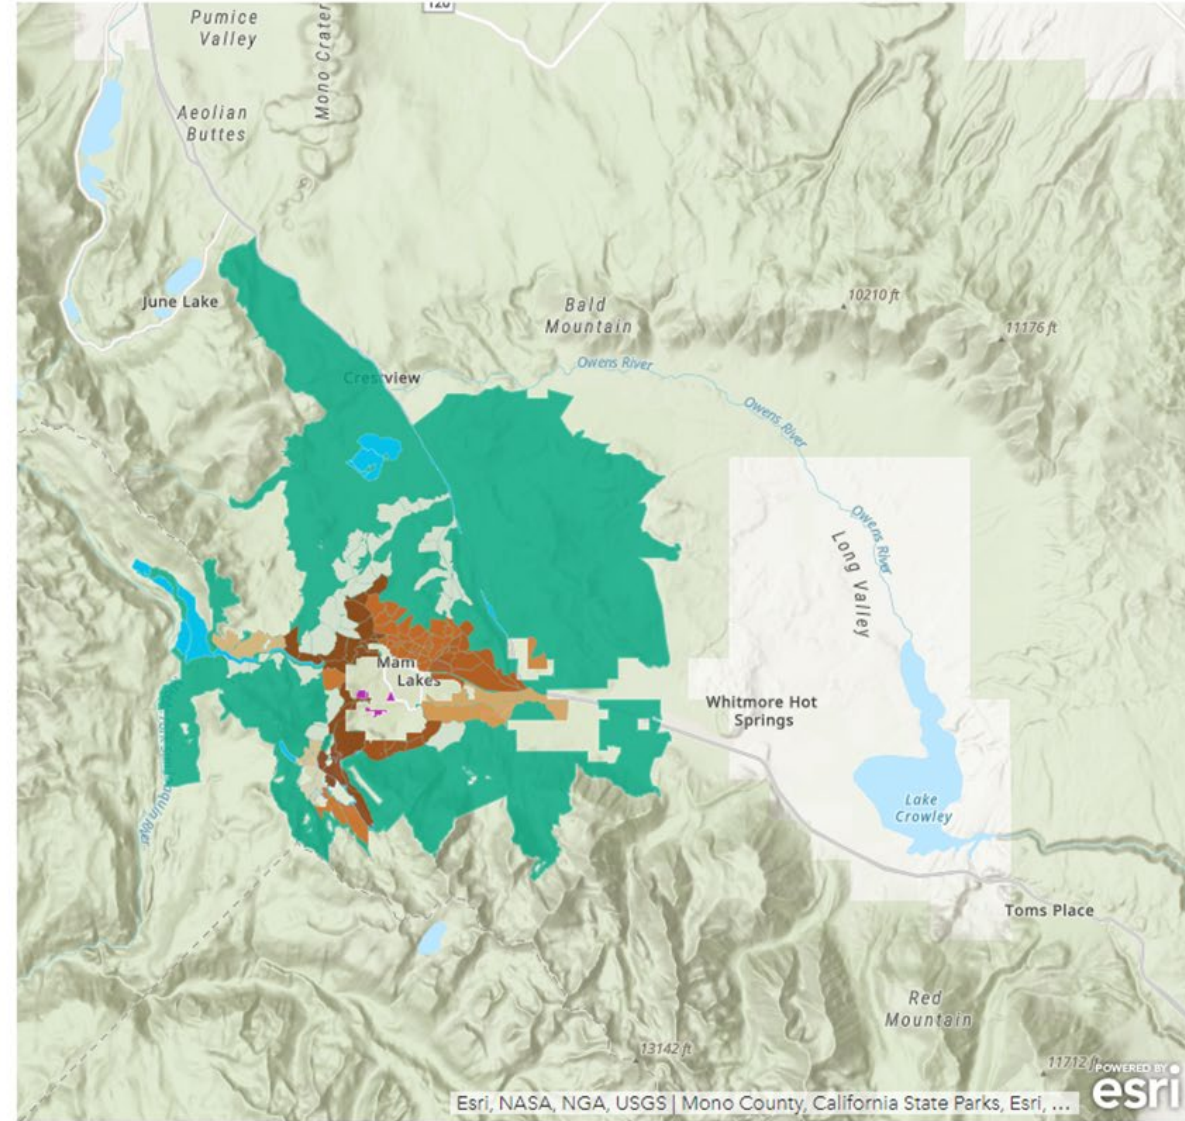 120
Pumice
Valley
Mono Crater
Aeolian
Buttes
June Lake
Bald
Mountain
10210 ft
11176 ft
Owens River
Crestview
Owens River
Owens River
Long Valley
Mam
Lakes
Whitmore Hot
Springs
Lake
Crowley
Toms Place
Red
Mountain
13142 ft
11712 ft
POWERED BY
esri
Esri, NASA, NGA, USGS | Mono County, California State Parks, Esri, ...